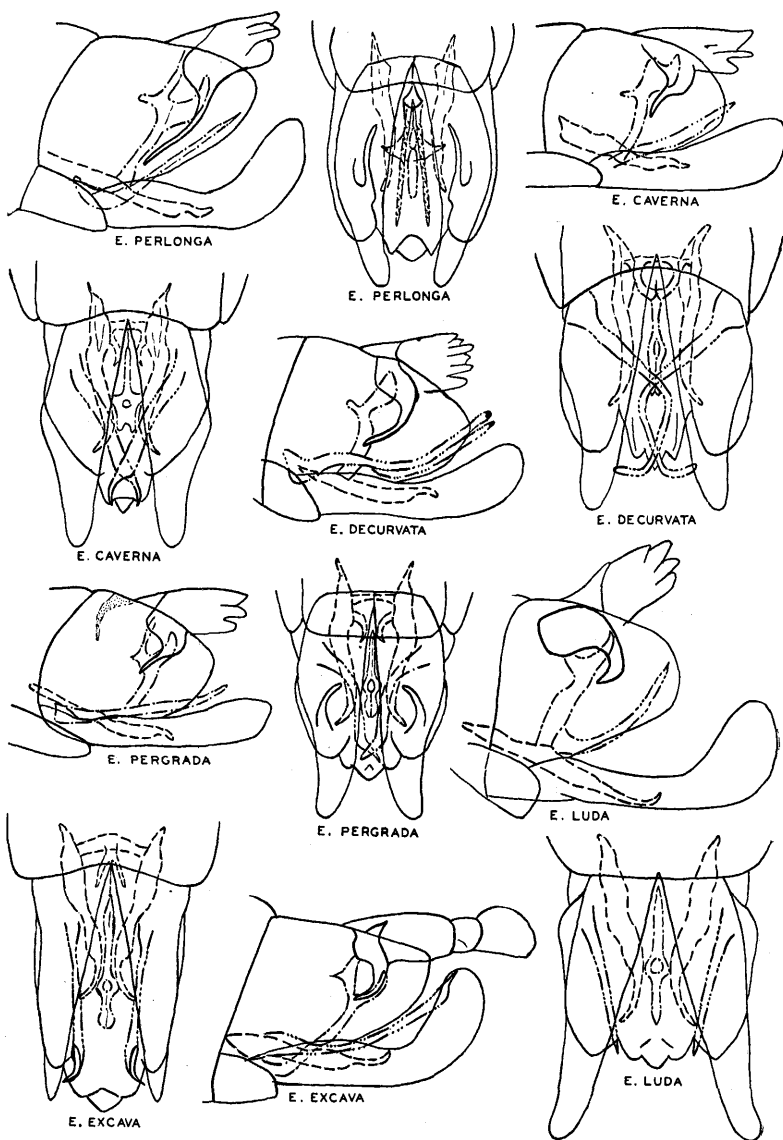 E. PERLONGA
E. PERLONGA
E. CAVERNA
E. CAVERNA
E. DECURVATA
E. DECURVATA
E. PERGRADA
E. PERGRADA
E. LUDA
E. EXCAVA
E. EXCAVA
E. LUDA